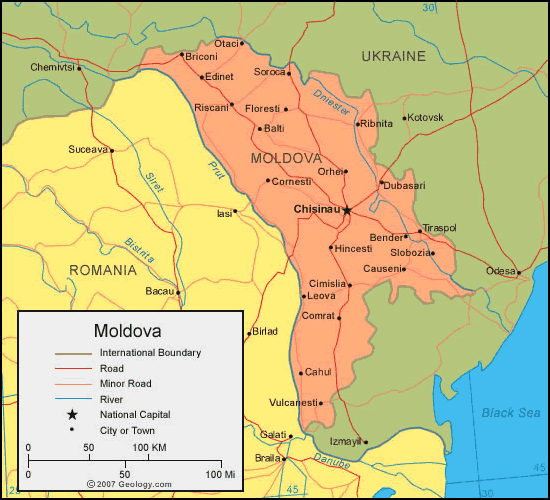 30
Otaci
UKRAINE
Briconi
Chemivtsi
Edinet
Soroca
Dniester
Riscani
Floresti
Ribnita
Kotovsk
Balti
Suceava
MOLDOVA
Prut
Orhei
Siret
Cornesti
Dubasari
Iasi
Chisinau
Tiraspol
Bistrita
Bender
Hincesti
Slobozia
ROMANIA
Causeni
Odesa
Cimislia
Bacau
Leova
Comrat
Birlad
Cahul
Vulcanesti
Black Sea
Galati
Izmayil
Braila
Danube
25
45
30
45
Moldova
International Boundary
Road
Minor Road
River
National Capital
City or Town
0 50 100 KM
0 50 100 Mi
© 2007 Geology.com